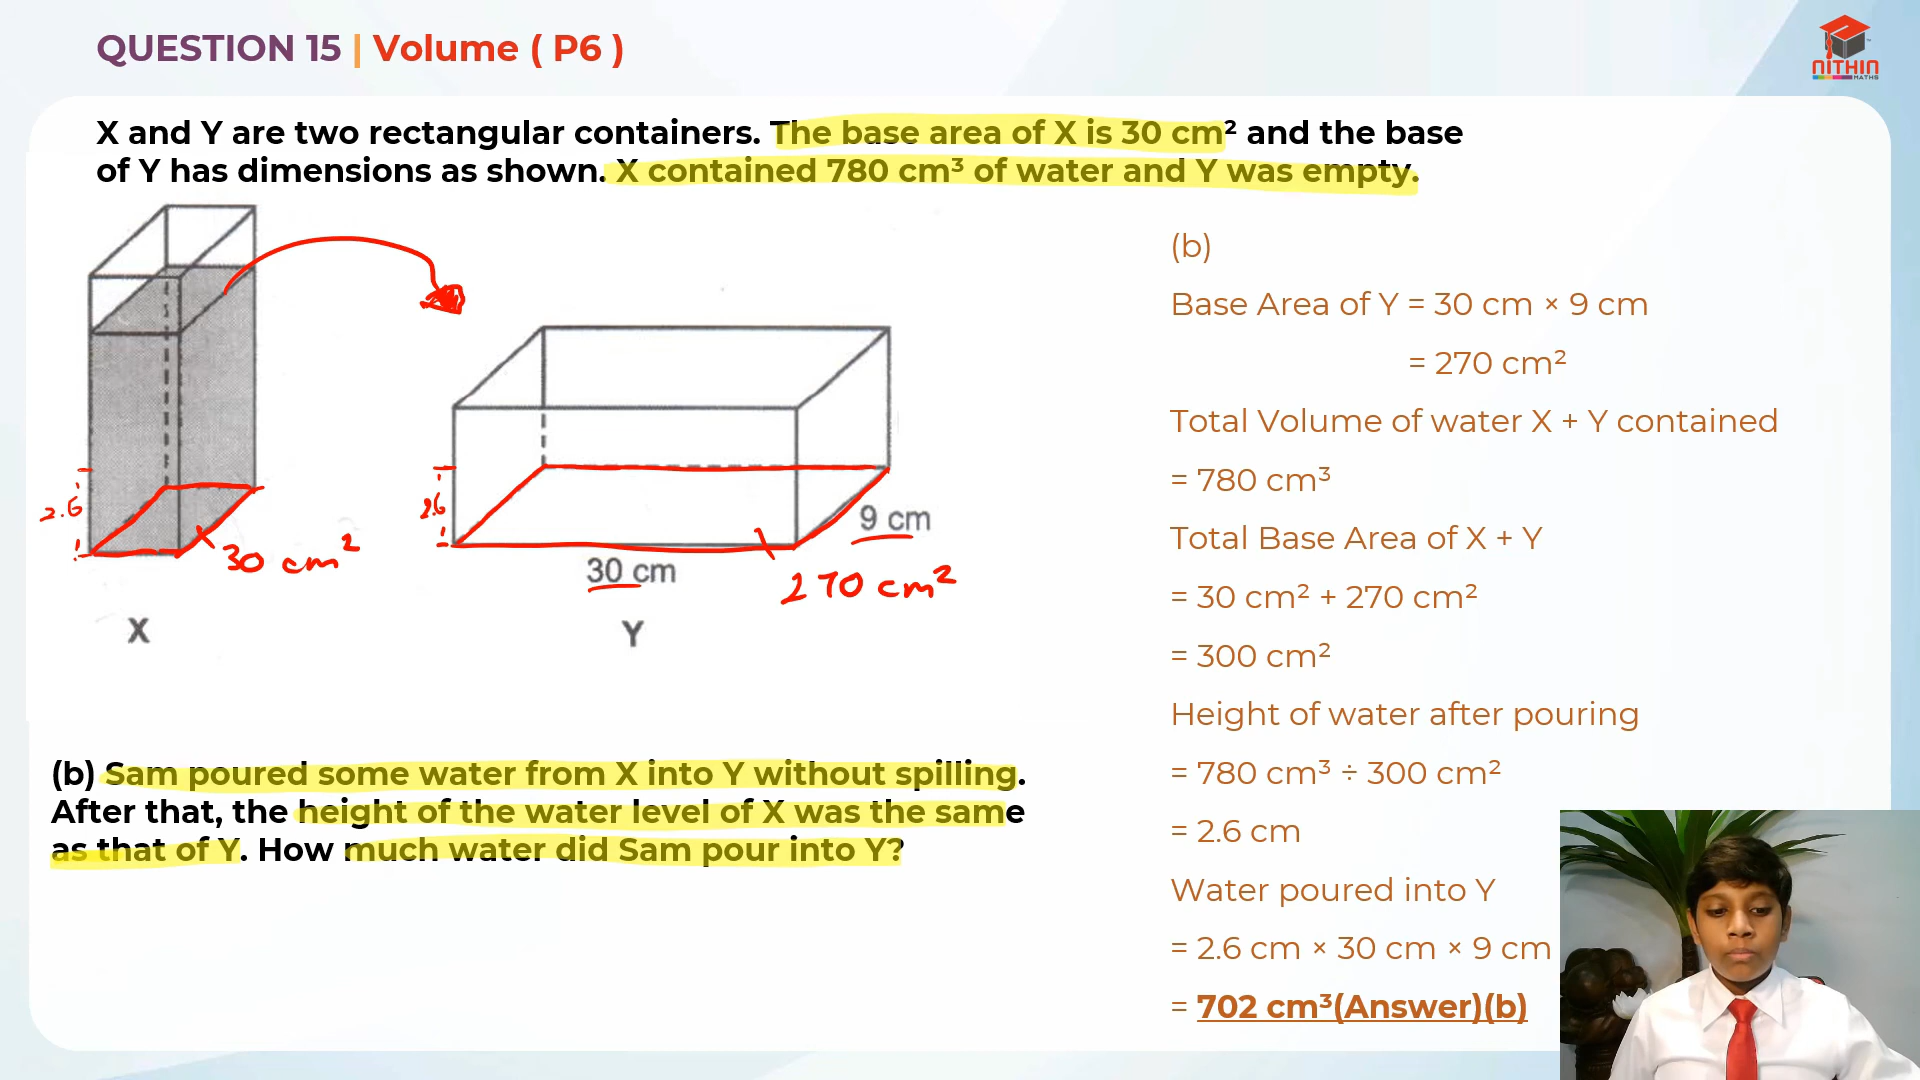 QUESTION 15 | Volume ( P6 )
NITHIN
MATHS
X and Y are two rectangular containers. The base area of X is 30 cm² and the base
of Y has dimensions as shown. X contained 780 cm³ of water and Y was empty.
2.6
30 cm²
X
2.6
9 cm
30 cm
270 cm²
Y
(b) Sam poured some water from X into Y without spilling.
After that, the height of the water level of X was the same
as that of Y. How much water did Sam pour into Y?
(b)
Base Area of Y = 30 cm × 9 cm
= 270 cm²
Total Volume of water X + Y contained
= 780 cm³
Total Base Area of X + Y
= 30 cm² + 270 cm²
= 300 cm²
Height of water after pouring
= 780 cm³ ÷ 300 cm²
= 2.6 cm
Water poured into Y
= 2.6 cm × 30 cm × 9 cm
= 702 cm³(Answer)(b)